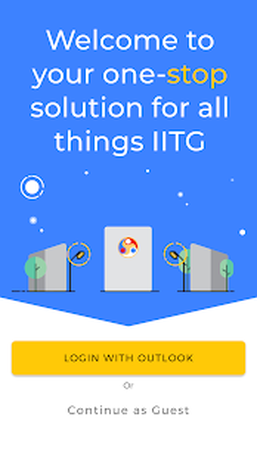 Welcome to
your one-stop
solution for all
things IITG
LOGIN WITH OUTLOOK
Or
Continue as Guest